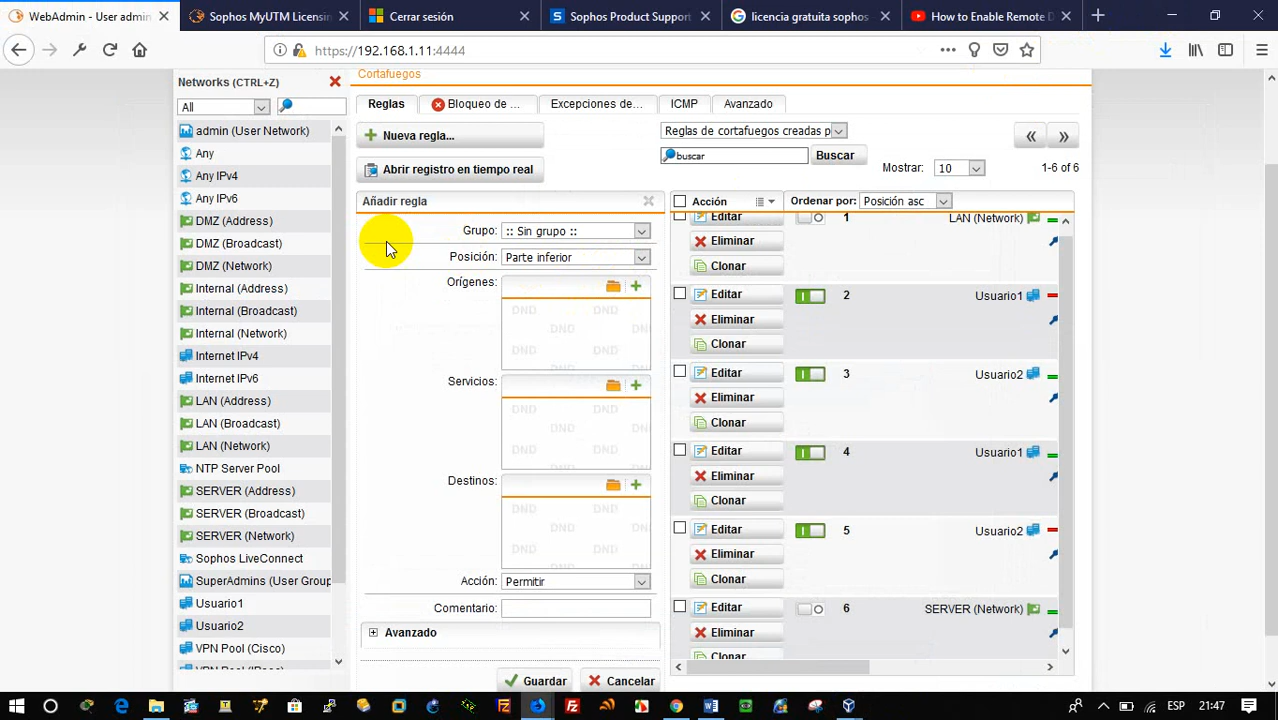 WebAdmin - User admin
Sophos MyUTM Licensin
Cerrar sesión
Sophos Product Support
licencia gratuita sophos
How to Enable Remote D
https://192.168.1.11:4444
Networks (CTRL+Z)
All
admin (User Network)
Any
Any IPv4
Any IPv6
DMZ (Address)
DMZ (Broadcast)
DMZ (Network)
Internal (Address)
Internal (Broadcast)
Internal (Network)
Internet IPv4
Internet IPv6
LAN (Address)
LAN (Broadcast)
LAN (Network)
NTP Server Pool
SERVER (Address)
SERVER (Broadcast)
SERVER (Network)
Sophos LiveConnect
SuperAdmins (User Group
Usuario1
Usuario2
VPN Pool (Cisco)
Cortafuegos
Reglas
Bloqueo de ...
Excepciones de...
ICMP
Avanzado
Nueva regla...
Abrir registro en tiempo real
Reglas de cortafuegos creadas p
buscar
Buscar
Mostrar:
10
1-6 of 6
Añadir regla
Grupo:
:: Sin grupo ::
Posición:
Parte inferior
Orígenes:
DND DND
DND DND
DND DND
Servicios:
DND DND
DND DND
DND DND
Destinos:
DND DND
DND DND
DND DND
Acción:
Permitir
Comentario:
Avanzado
Guardar
Cancelar
Acción
Ordenar por:
Posición asc
Editar 1 LAN (Network)
Eliminar
Clonar
Editar 2 Usuario1
Eliminar
Clonar
Editar 3 Usuario2
Eliminar
Clonar
Editar 4 Usuario1
Eliminar
Clonar
Editar 5 Usuario2
Eliminar
Clonar
Editar 6 SERVER (Network)
Eliminar
Clonar
ESP
21:47